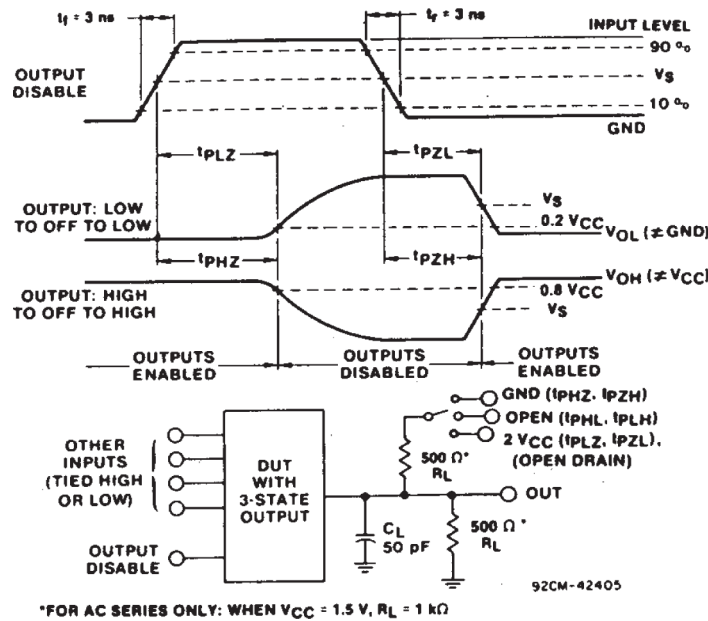 tf = 3 ns
tr = 3 ns
INPUT LEVEL
90 %
VS
10 %
GND
OUTPUT
DISABLE
tPLZ
tPZL
OUTPUT: LOW
TO OFF TO LOW
VS
0.2 VCC
VOL (≠ GND)
tPHZ
tPZH
OUTPUT: HIGH
TO OFF TO HIGH
VOH (≠ VCC)
0.8 VCC
VS
OUTPUTS
ENABLED
OUTPUTS
DISABLED
OUTPUTS
ENABLED
GND (tPHZ, tPZH)
OPEN (tPHL, tPLH)
2 VCC (tPLZ, tPZL),
(OPEN DRAIN)
OTHER
INPUTS
(TIED HIGH
OR LOW)
OUTPUT
DISABLE
DUT
WITH
3-STATE
OUTPUT
500 Ω*
RL
OUT
CL
50 pF
500 Ω*
RL
92CM-42405
*FOR AC SERIES ONLY: WHEN VCC = 1.5 V, RL = 1 kΩ